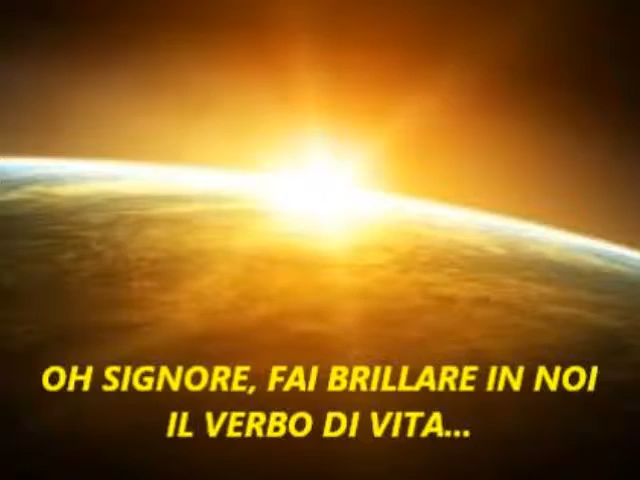 OH SIGNORE, FAI BRILLARE IN NOI
IL VERBO DI VITA...